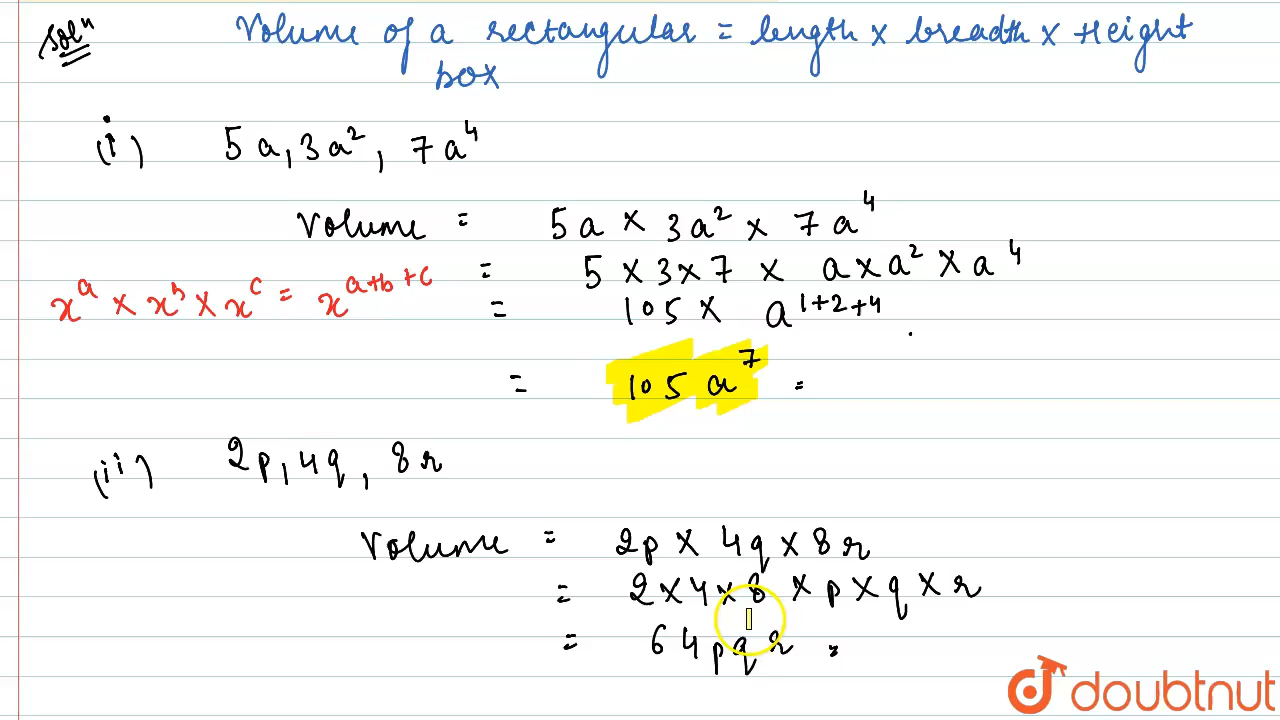 Solⁿ
Volume of a rectangular = length × breadth × Height
box
(i) 5a, 3a², 7a⁴
Volume = 5a × 3a² × 7a⁴
= 5 × 3 × 7 × a × a² × a⁴
xᵃ × xᵇ × xᶜ = xᵃ⁺ᵇ⁺ᶜ
= 105 × a¹⁺²⁺⁴
= 105 a⁷
(ii) 2p, 4q, 8r
Volume = 2p × 4q × 8r
= 2 × 4 × 8 × p × q × r
= 64pqr
doubtnut